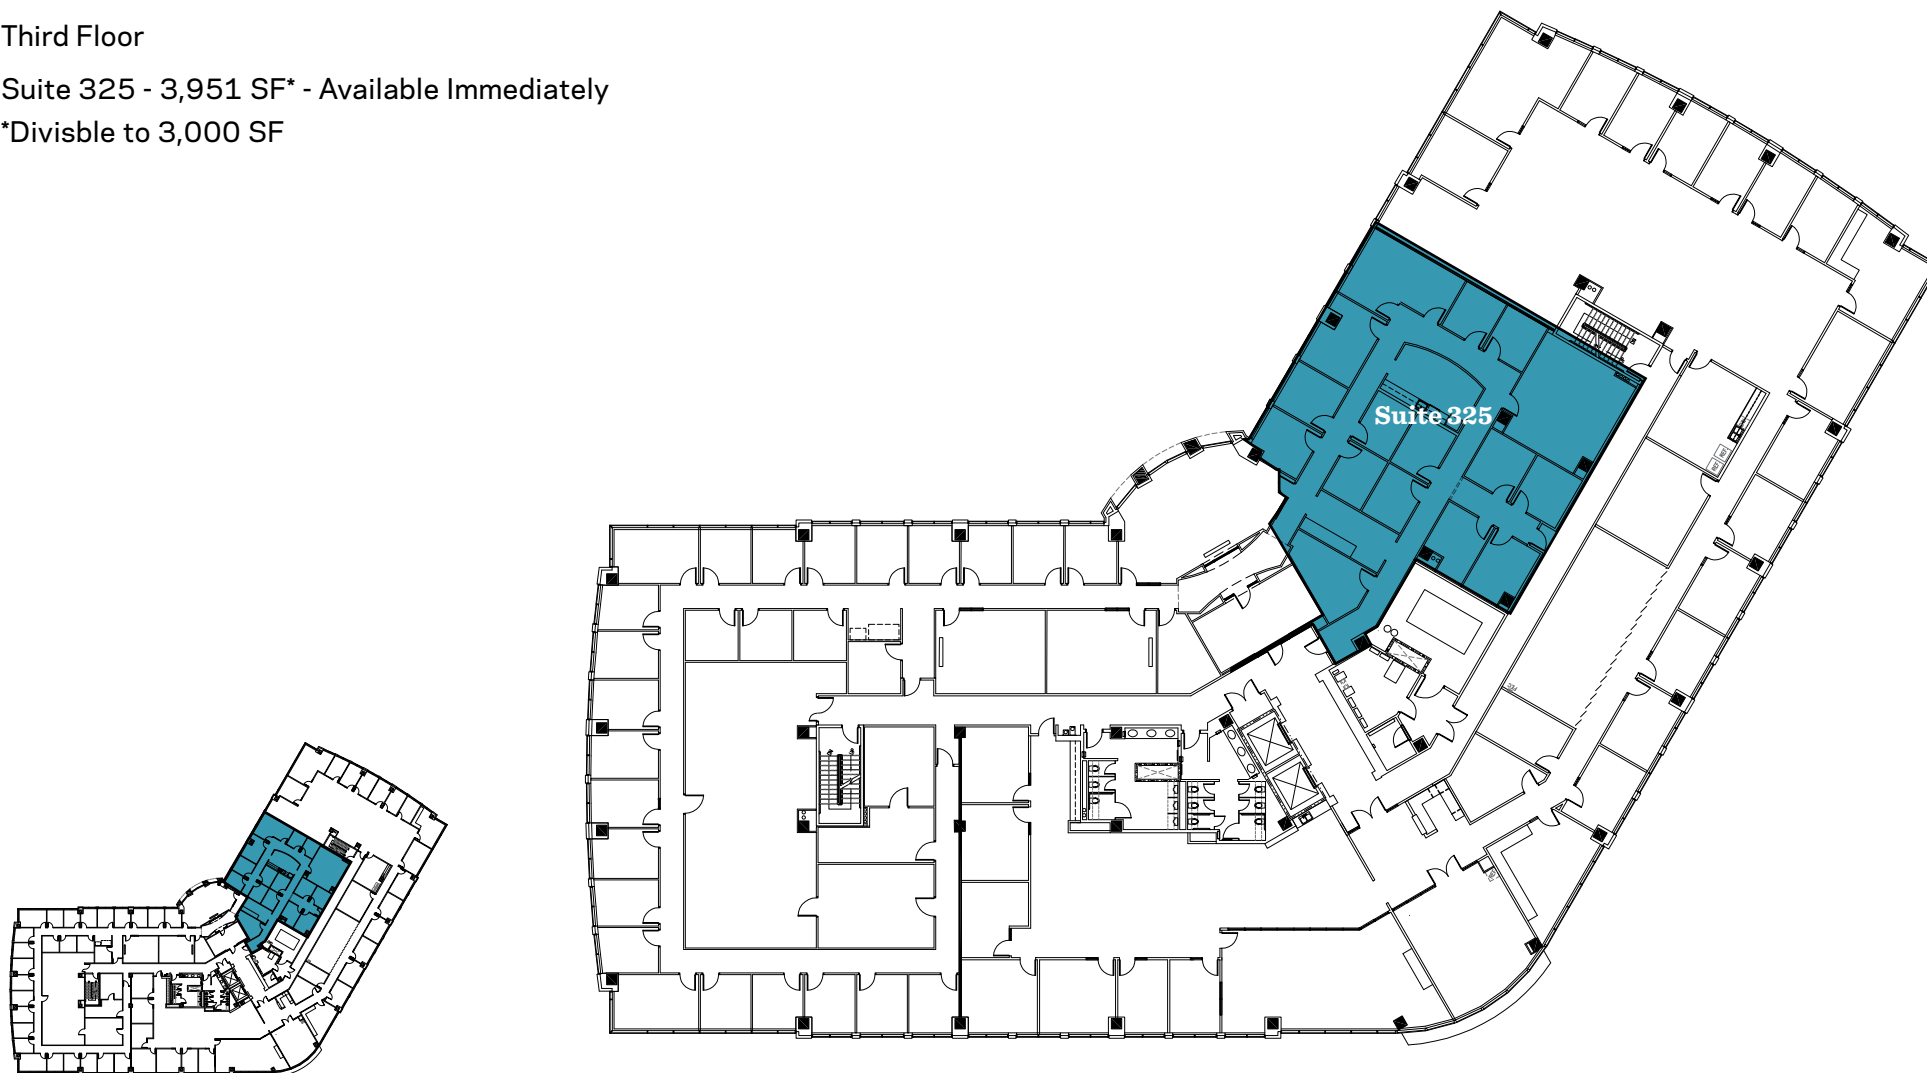 Third Floor
Suite 325 - 3,951 SF* - Available Immediately
*Divisble to 3,000 SF
Suite 325